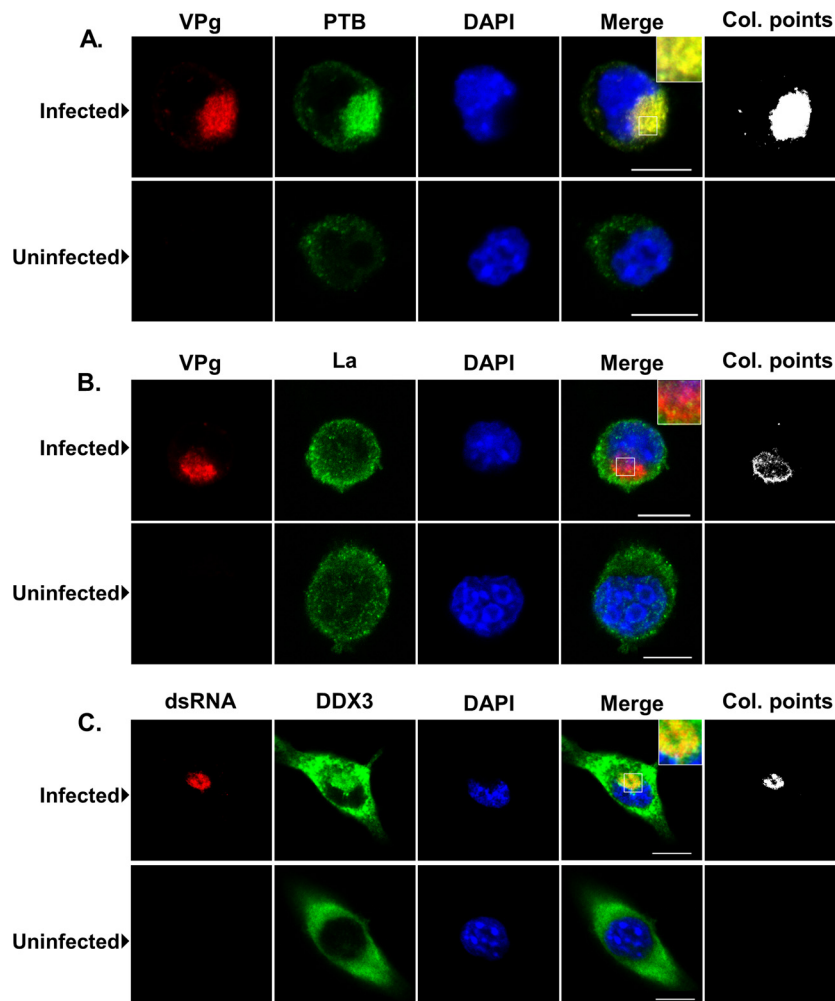 A.
VPg PTB DAPI Merge Col. points
Infected
Uninfected
B.
VPg La DAPI Merge Col. points
Infected
Uninfected
C.
dsRNA DDX3 DAPI Merge Col. points
Infected
Uninfected